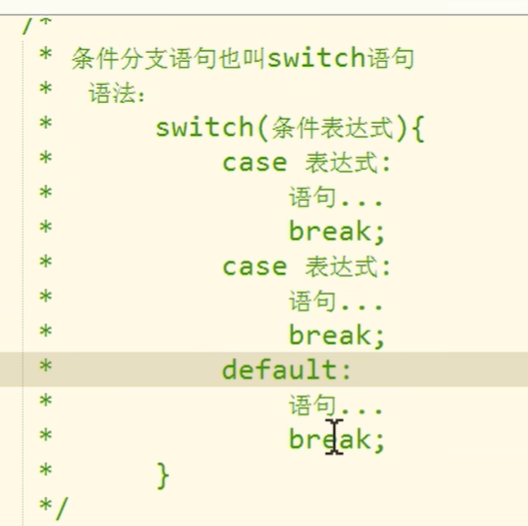 /*
* 条件分支语句也叫switch语句
* 语法：
* switch(条件表达式){
* case 表达式:
* 语句...
* break;
* case 表达式:
* 语句...
* break;
* default:
* 语句...
* break;
* }
*/